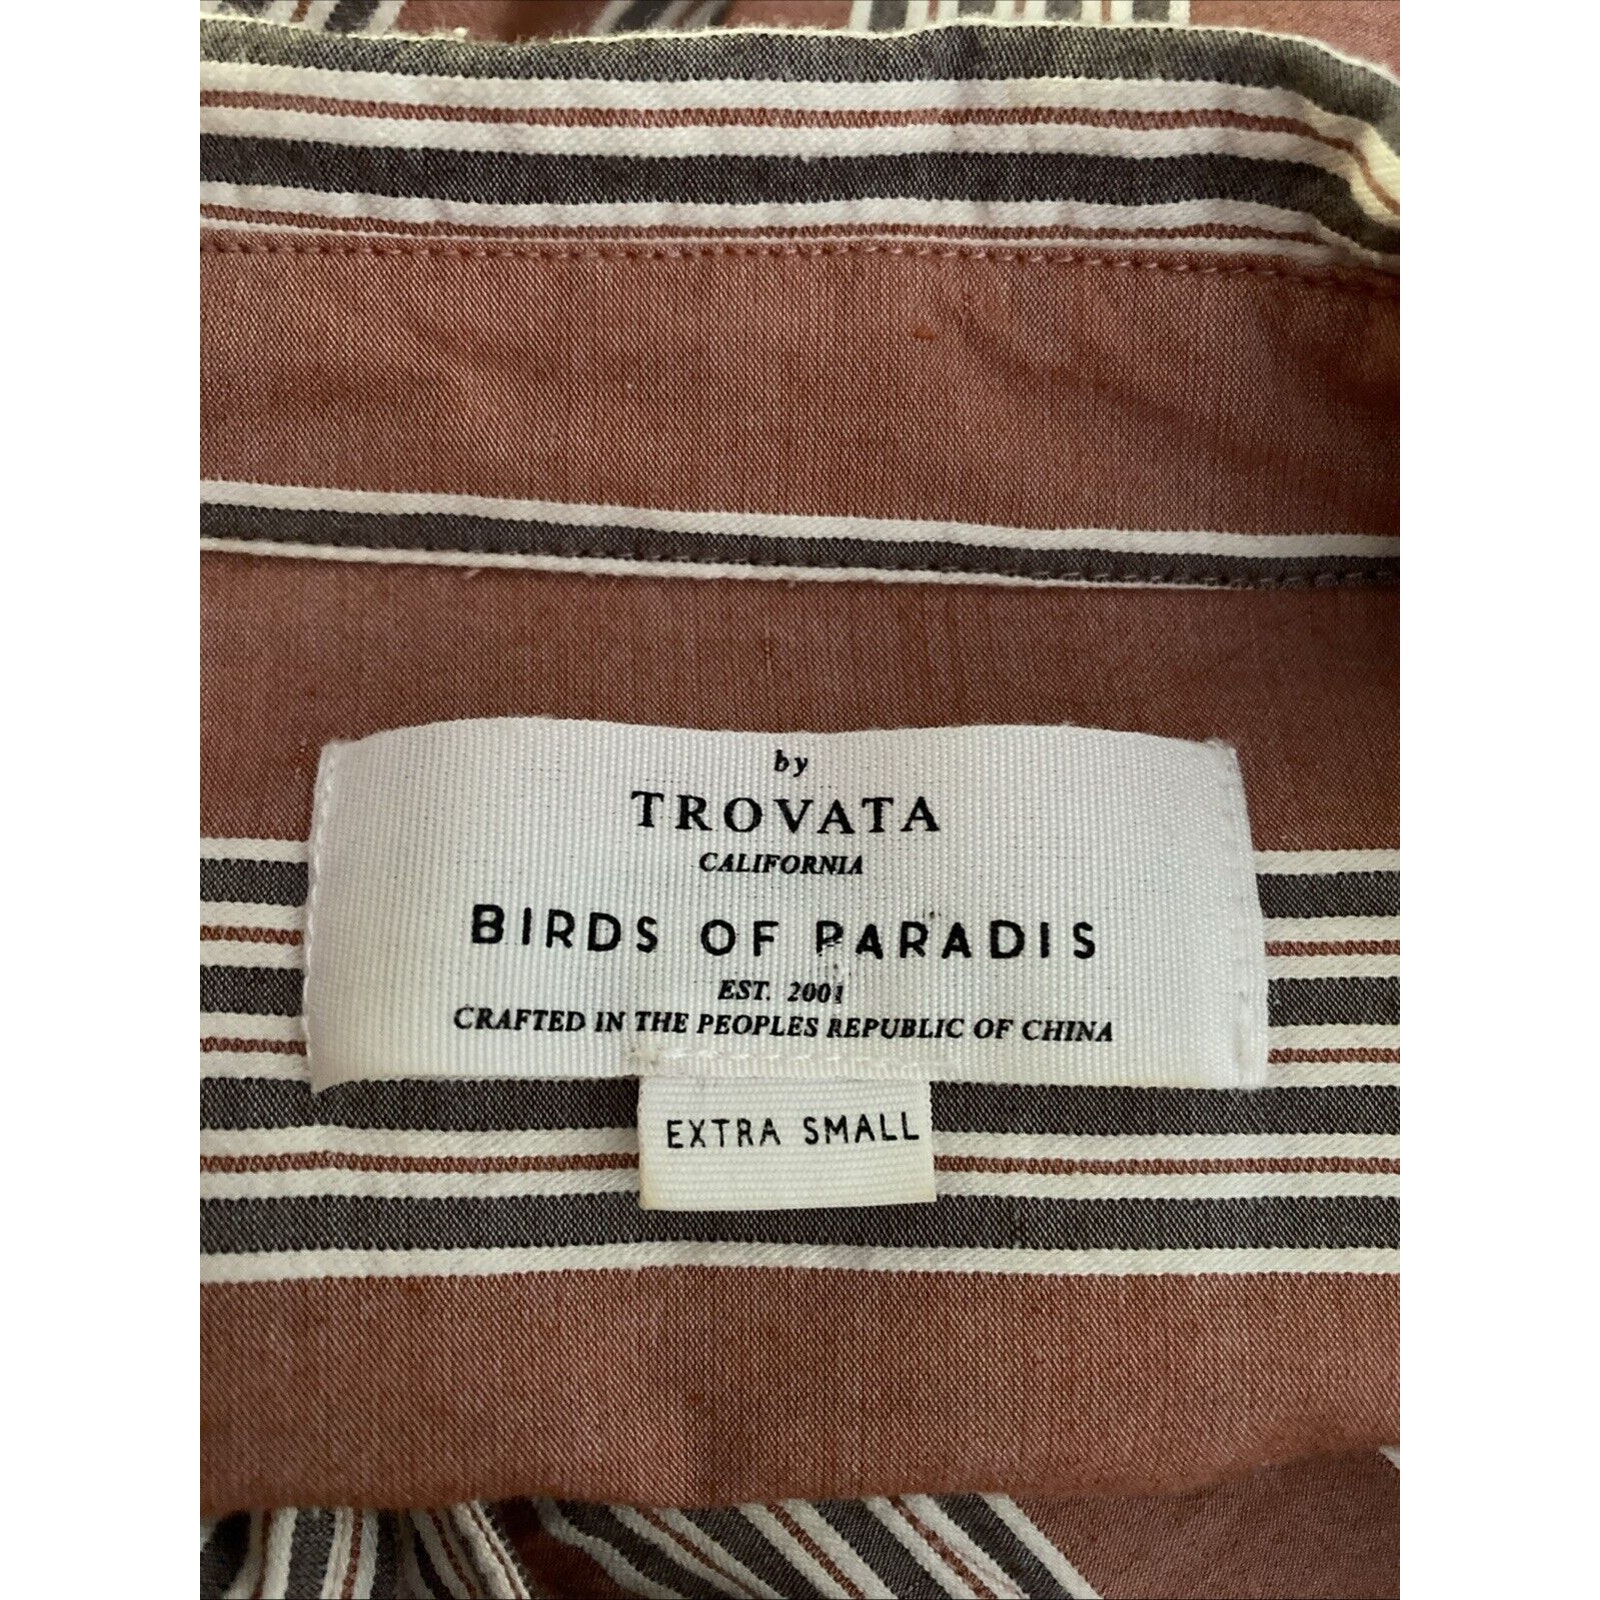 by
TROVATA
CALIFORNIA
BIRDS OF PARADIS
EST. 2001
CRAFTED IN THE PEOPLES REPUBLIC OF CHINA
EXTRA SMALL